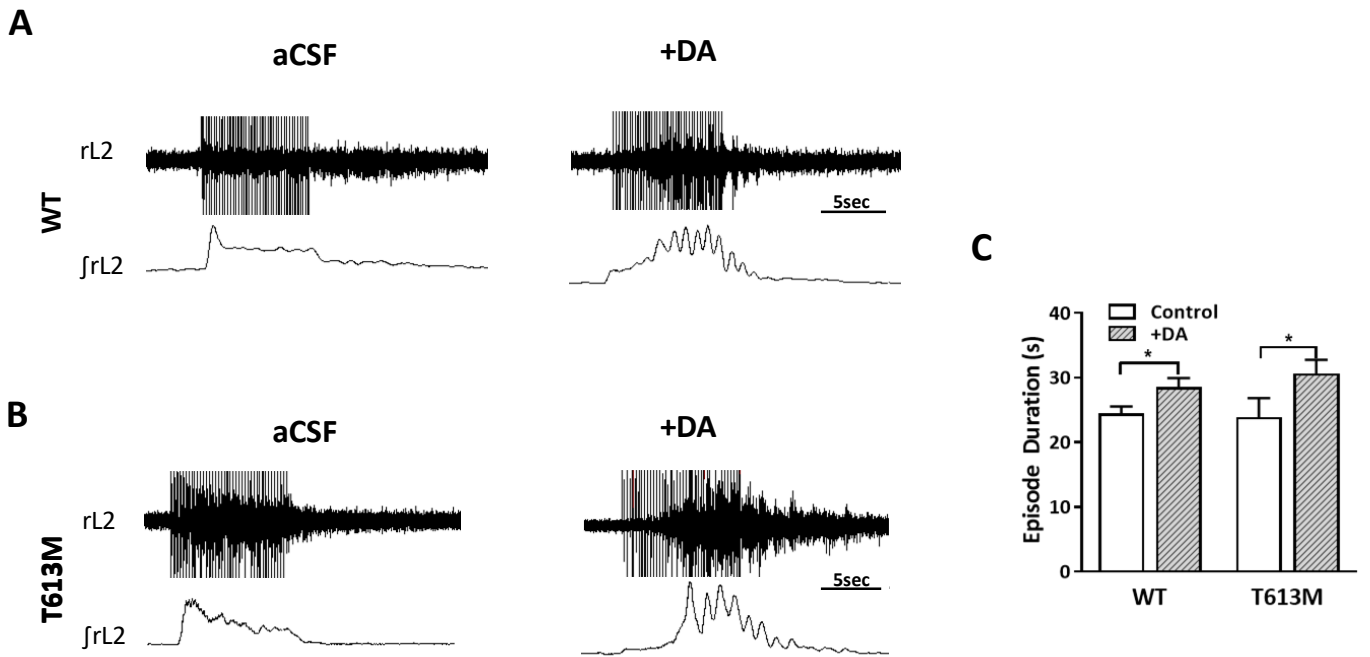 A
aCSF
+DA
rL2
WT
∫rL2
5sec
B
aCSF
+DA
rL2
T613M
∫rL2
5sec
C
Control
+DA
Episode Duration (s)
40
30
20
10
0
*
*
WT
T613M